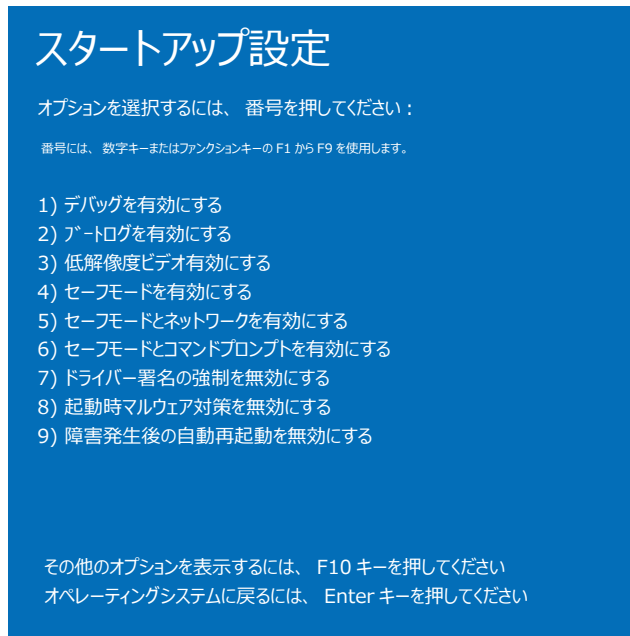 スタートアップ設定
オプションを選択するには、 番号を押してください：
番号には、 数字キーまたはファンクションキーの F1 から F9 を使用します。
1) デバッグを有効にする
2) ブートログを有効にする
3) 低解像度ビデオ有効にする
4) セーフモードを有効にする
5) セーフモードとネットワークを有効にする
6) セーフモードとコマンドプロンプトを有効にする
7) ドライバー署名の強制を無効にする
8) 起動時マルウェア対策を無効にする
9) 障害発生後の自動再起動を無効にする
その他のオプションを表示するには、 F10 キーを押してください
オペレーティングシステムに戻るには、 Enter キーを押してください